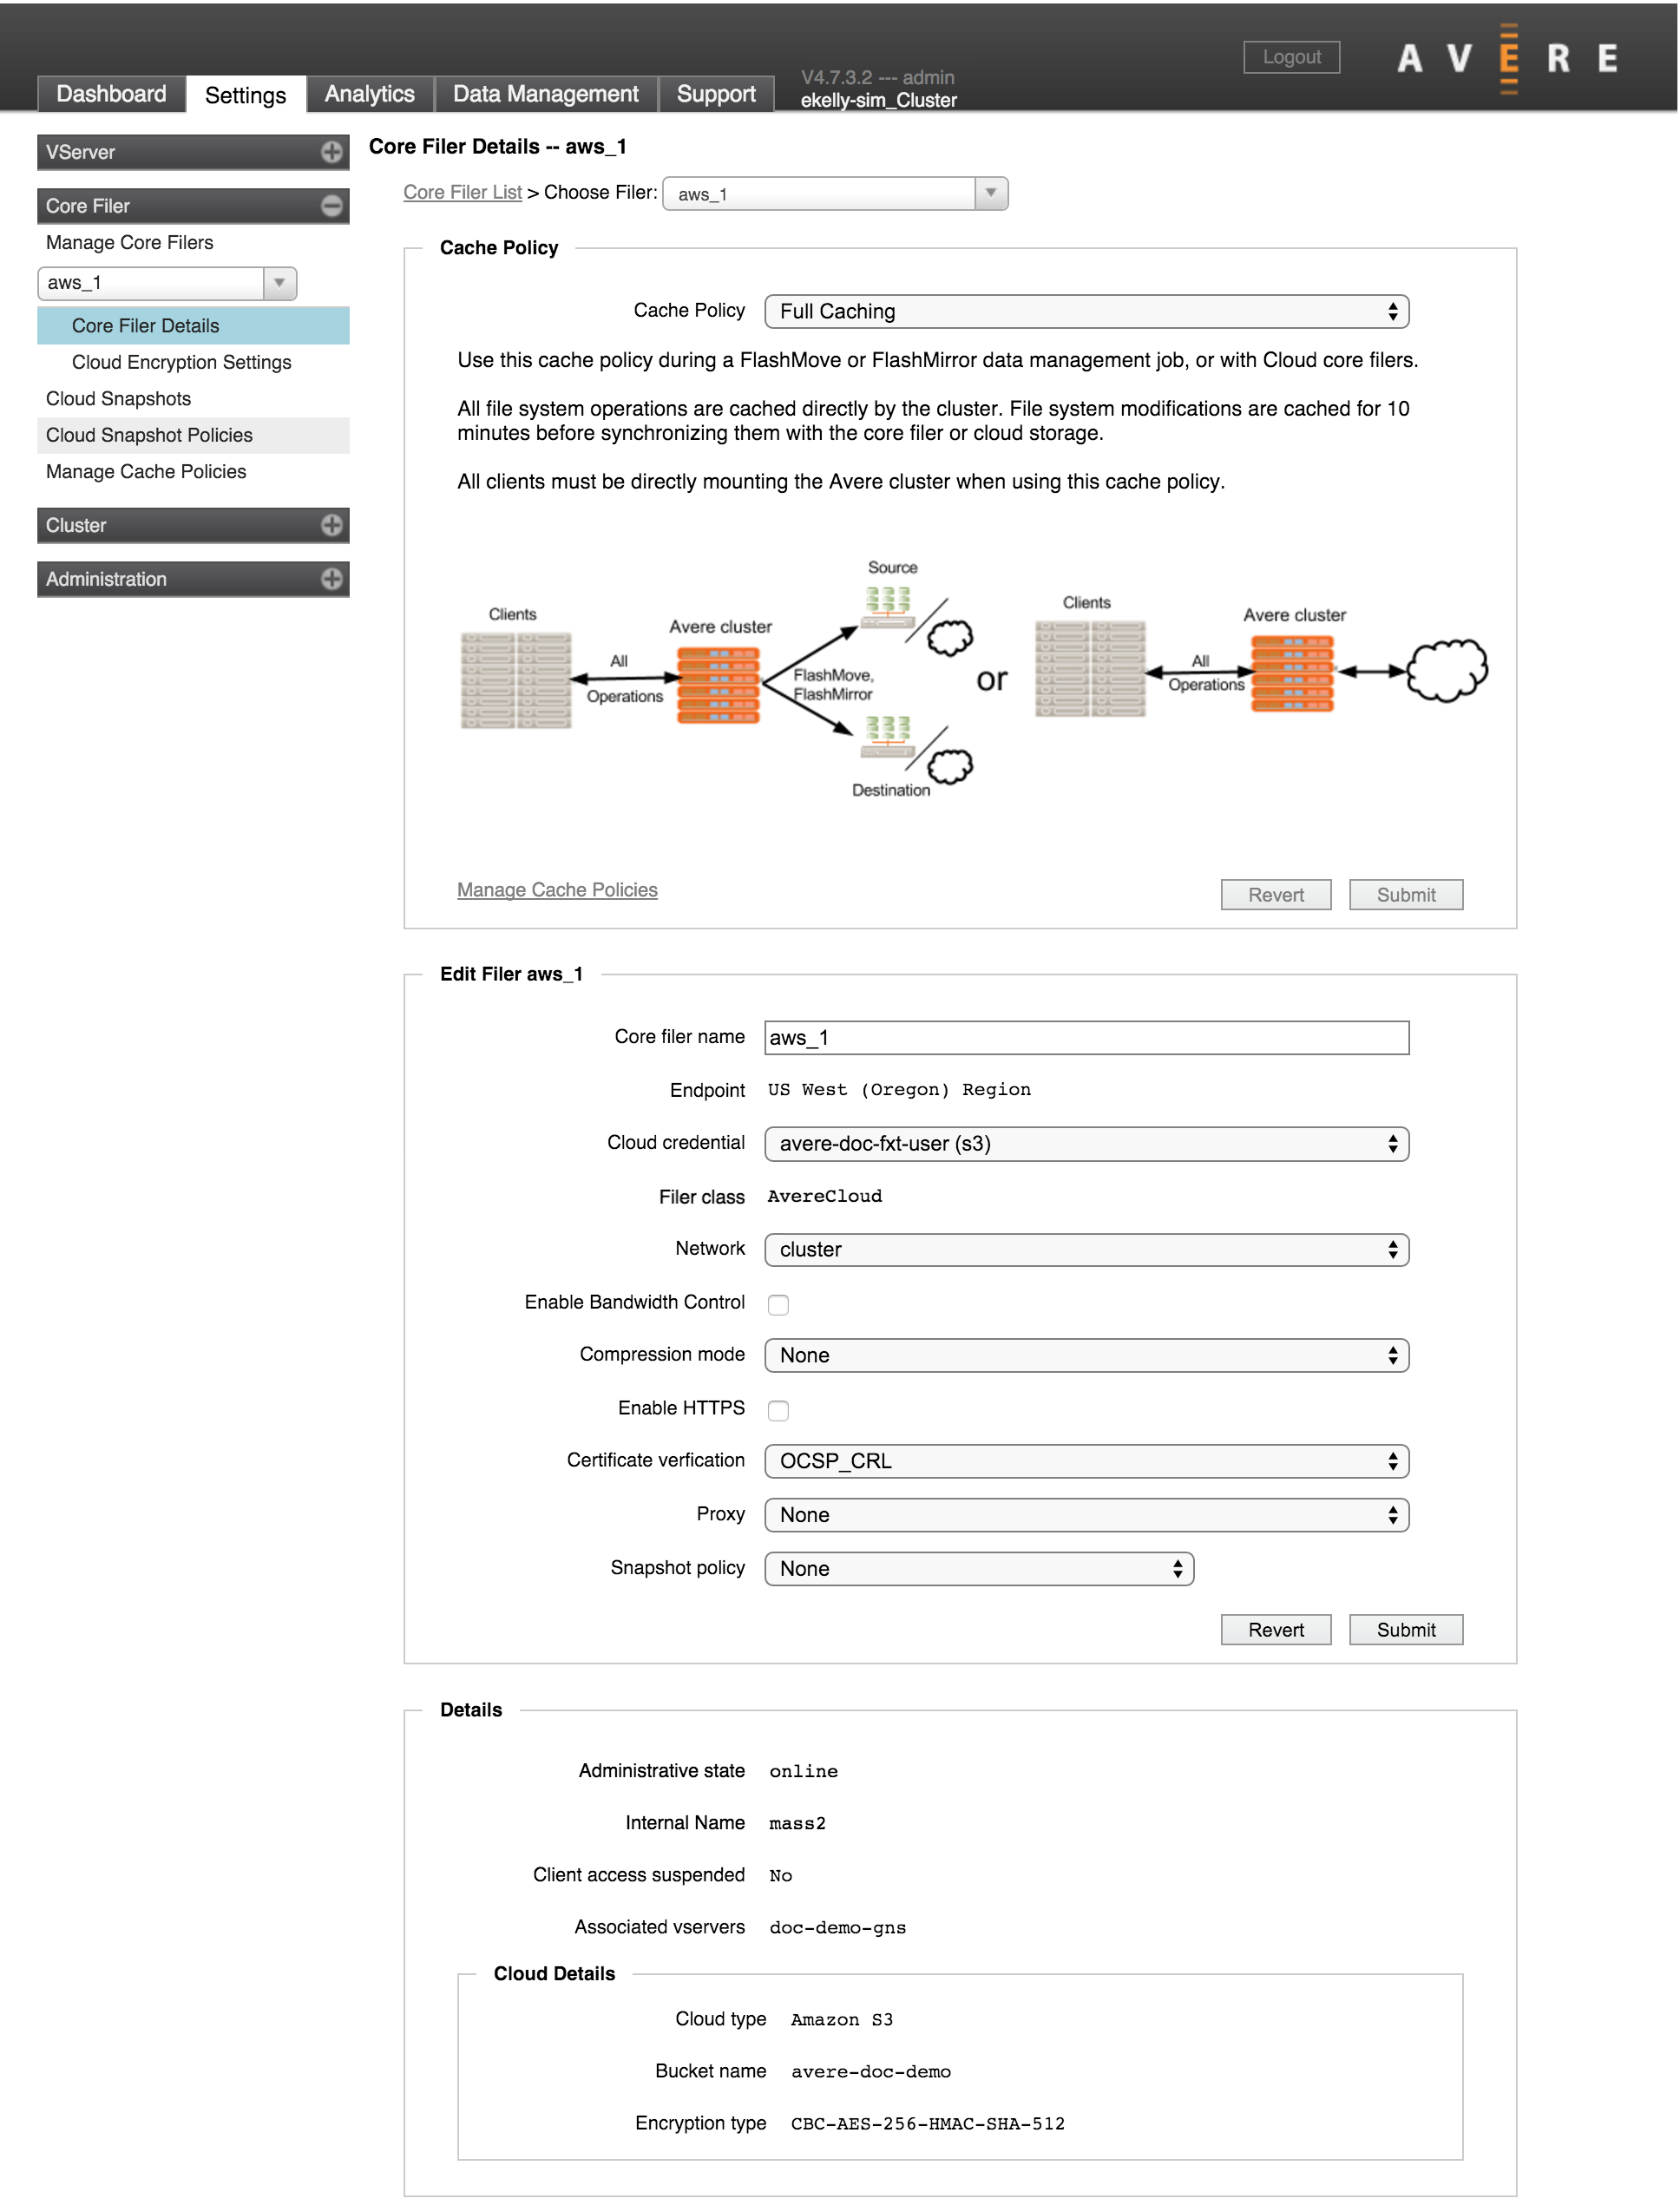 Logout
AVERE
V4.7.3.2 --- admin
Dashboard Settings Analytics Data Management Support
ekelly-sim_Cluster
VServer
Core Filer
Manage Core Filers
aws_1
Core Filer Details
Cloud Encryption Settings
Cloud Snapshots
Cloud Snapshot Policies
Manage Cache Policies
Cluster
Administration
Core Filer Details -- aws_1
Core Filer List > Choose Filer: aws_1
Cache Policy
Cache Policy Full Caching
Use this cache policy during a FlashMove or FlashMirror data management job, or with Cloud core filers.
All file system operations are cached directly by the cluster. File system modifications are cached for 10
minutes before synchronizing them with the core filer or cloud storage.
All clients must be directly mounting the Avere cluster when using this cache policy.
Clients
All
Operations
Avere cluster
Source
FlashMove,
FlashMirror
Destination
or
Clients
All
Operations
Avere cluster
Manage Cache Policies
Revert Submit
Edit Filer aws_1
Core filer name aws_1
Endpoint US West (Oregon) Region
Cloud credential avere-doc-fxt-user (s3)
Filer class AvereCloud
Network cluster
Enable Bandwidth Control
Compression mode None
Enable HTTPS
Certificate verfication OCSP_CRL
Proxy None
Snapshot policy None
Revert Submit
Details
Administrative state online
Internal Name mass2
Client access suspended No
Associated vservers doc-demo-gns
Cloud Details
Cloud type Amazon S3
Bucket name avere-doc-demo
Encryption type CBC-AES-256-HMAC-SHA-512